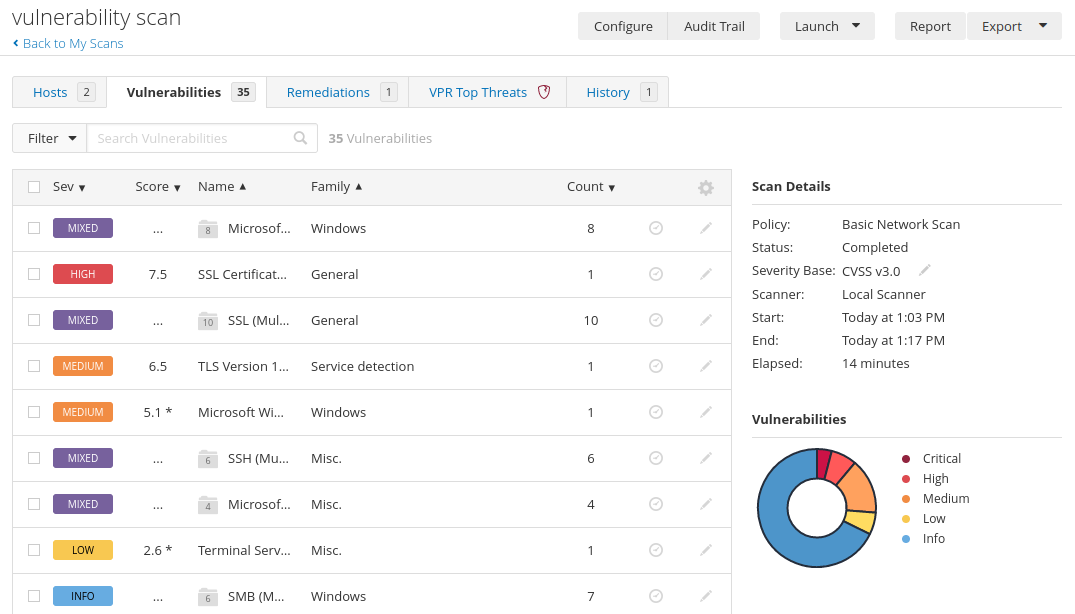 vulnerability scan
Back to My Scans
Configure Audit Trail Launch Report Export
Hosts 2 Vulnerabilities 35 Remediations 1 VPR Top Threats History 1
Filter Search Vulnerabilities 35 Vulnerabilities
Sev Score Name Family Count
MIXED ... 8 Microsof... Windows 8
HIGH 7.5 SSL Certificat... General 1
MIXED ... 10 SSL (Mul... General 10
MEDIUM 6.5 TLS Version 1... Service detection 1
MEDIUM 5.1 * Microsoft Wi... Windows 1
MIXED ... 6 SSH (Mu... Misc. 6
MIXED ... 4 Microsof... Misc. 4
LOW 2.6 * Terminal Serv... Misc. 1
INFO ... 6 SMB (M... Windows 7
Scan Details
Policy: Basic Network Scan
Status: Completed
Severity Base: CVSS v3.0
Scanner: Local Scanner
Start: Today at 1:03 PM
End: Today at 1:17 PM
Elapsed: 14 minutes
Vulnerabilities
Critical
High
Medium
Low
Info